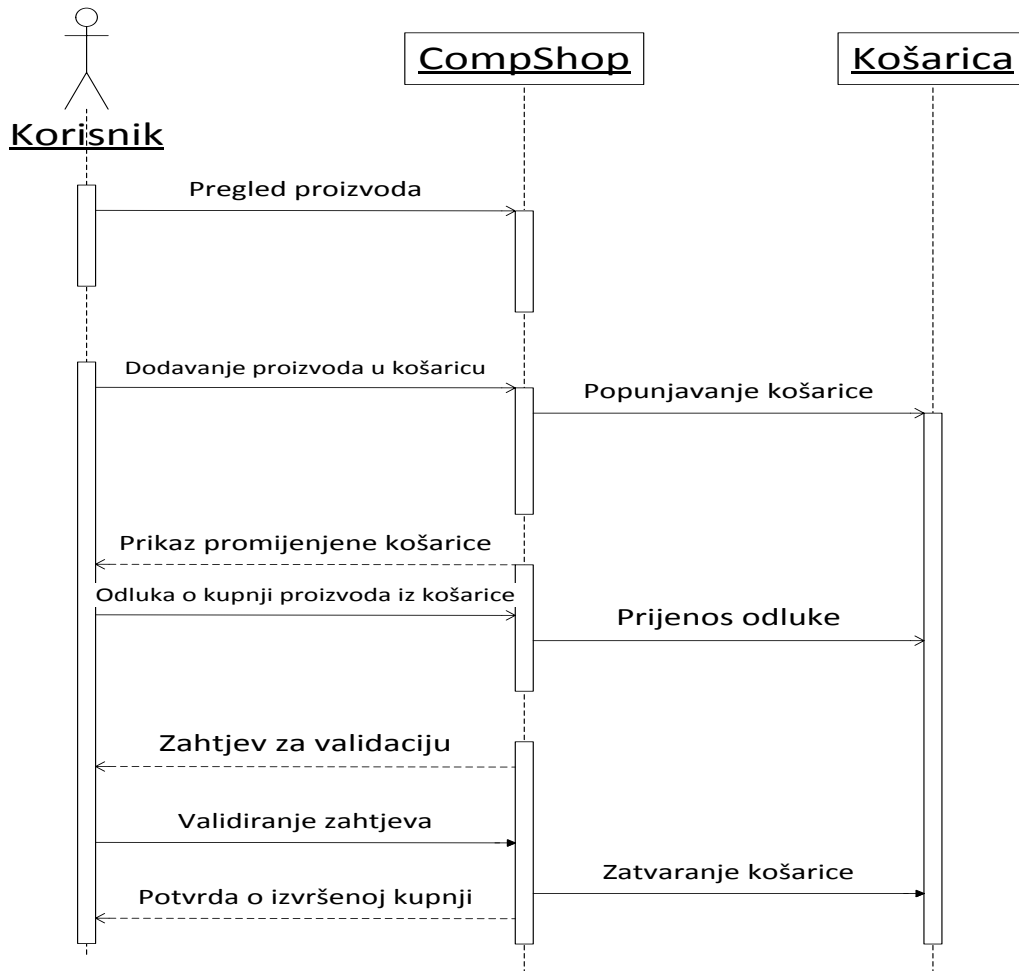 CompShop
Košarica
Korisnik
Pregled proizvoda
Dodavanje proizvoda u košaricu
Popunjavanje košarice
Prikaz promijenjene košarice
Odluka o kupnji proizvoda iz košarice
Prijenos odluke
Zahtjev za validaciju
Validiranje zahtjeva
Zatvaranje košarice
Potvrda o izvršenoj kupnji